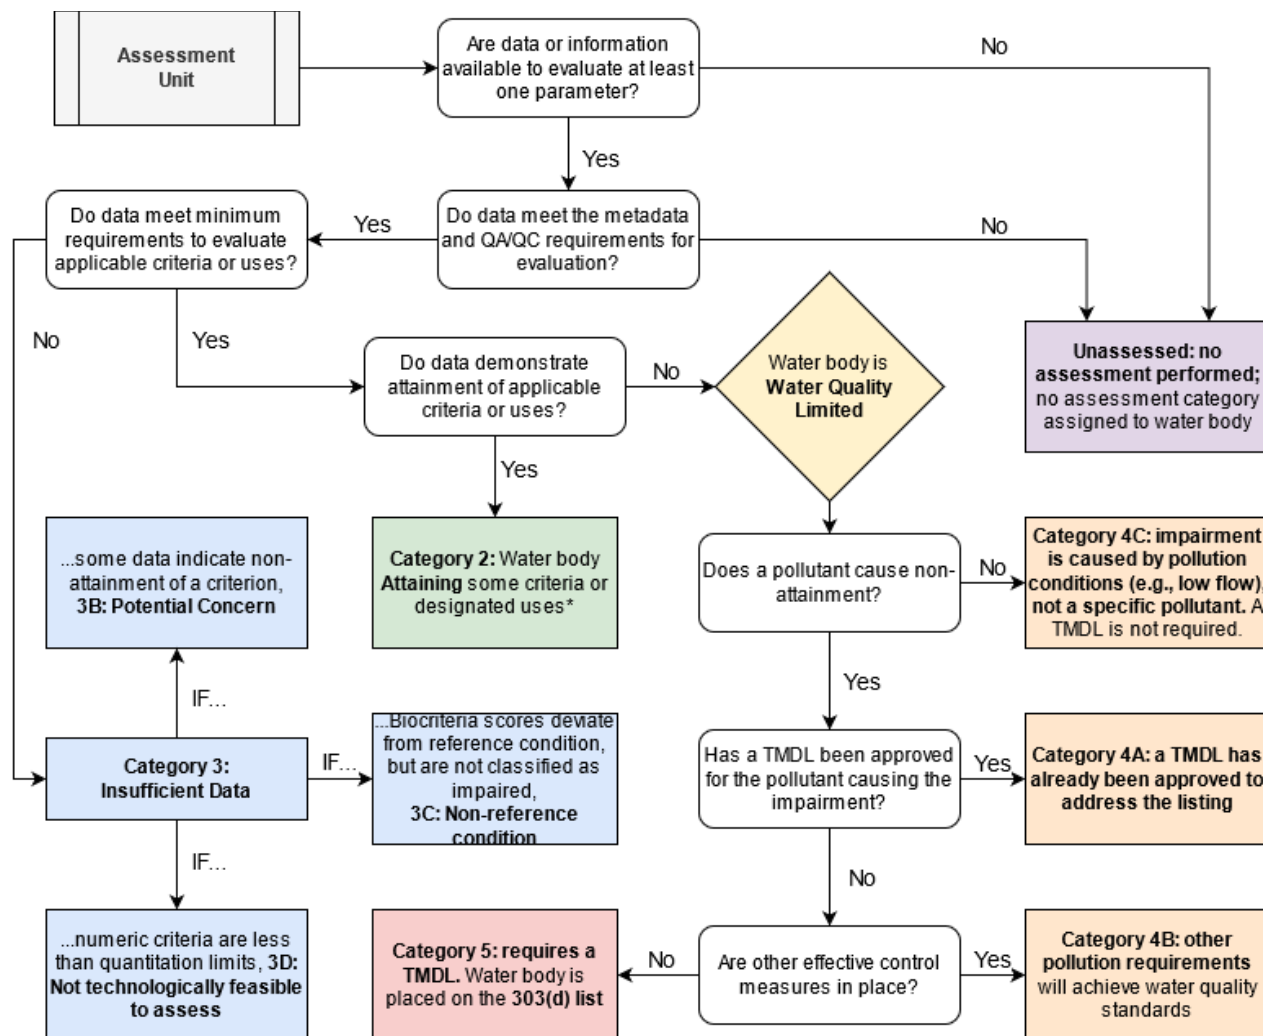 Assessment
Unit
Are data or information
available to evaluate at least
one parameter?
No
Yes
Do data meet minimum
requirements to evaluate
applicable criteria or uses?
Yes
Do data meet the metadata
and QA/QC requirements for
evaluation?
No
No
Yes
Do data demonstrate
attainment of applicable
criteria or uses?
No
Water body is
Water Quality
Limited
Unassessed: no
assessment performed;
no assessment category
assigned to water body
Yes
...some data indicate non-
attainment of a criterion,
3B: Potential Concern
Category 2: Water body
Attaining some criteria or
designated uses*
Does a pollutant cause non-
attainment?
No
Category 4C: impairment
is caused by pollution
conditions (e.g., low flow),
not a specific pollutant. A
TMDL is not required.
Yes
IF...
Category 3:
Insufficient Data
IF...
...Biocriteria scores deviate
from reference condition,
but are not classified as
impaired,
3C: Non-reference
condition
Has a TMDL been approved
for the pollutant causing the
impairment?
Yes
Category 4A: a TMDL has
already been approved to
address the listing
IF...
No
...numeric criteria are less
than quantitation limits, 3D:
Not technologically feasible
to assess
Category 5: requires a
TMDL. Water body is
placed on the 303(d) list
No
Are other effective control
measures in place?
Yes
Category 4B: other
pollution requirements
will achieve water quality
standards